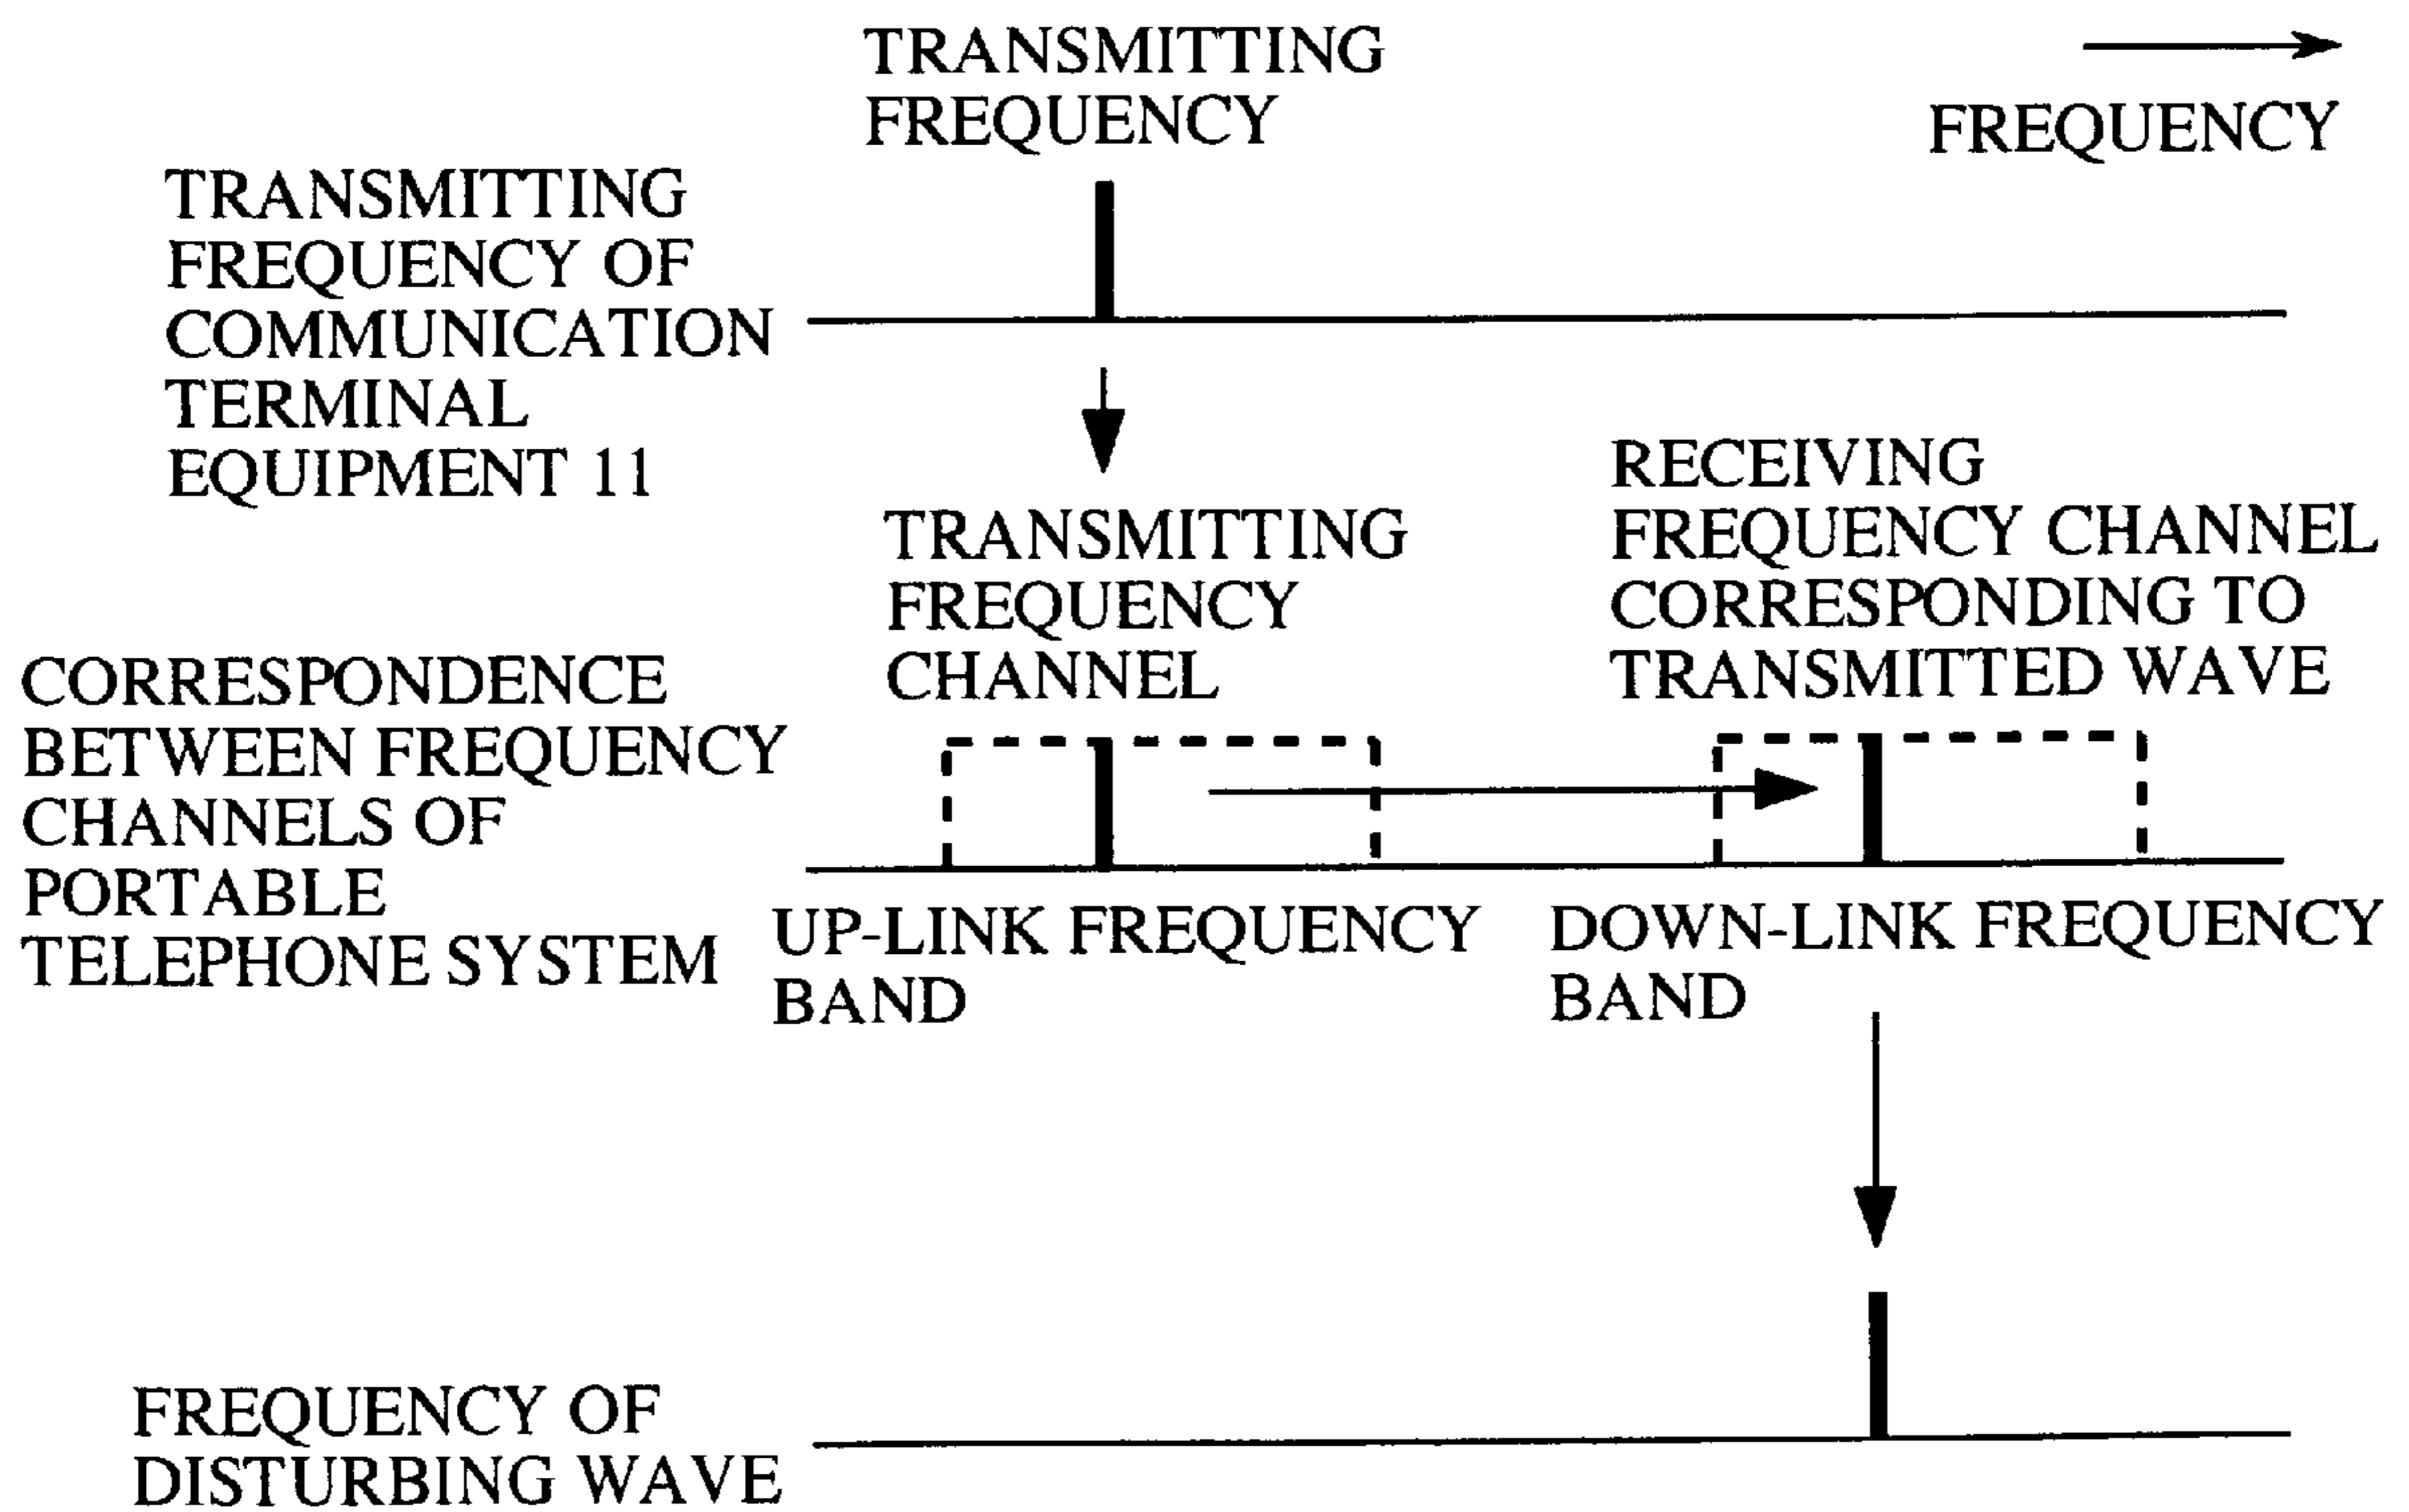 TRANSMITTING
FREQUENCY
FREQUENCY
TRANSMITTING
FREQUENCY OF
COMMUNICATION
TERMINAL
EQUIPMENT 11
TRANSMITTING
FREQUENCY
CHANNEL
RECEIVING
FREQUENCY CHANNEL
CORRESPONDING TO
TRANSMITTED WAVE
CORRESPONDENCE
BETWEEN FREQUENCY
CHANNELS OF
PORTABLE
TELEPHONE SYSTEM
UP-LINK FREQUENCY
BAND
DOWN-LINK FREQUENCY
BAND
FREQUENCY OF
DISTURBING WAVE